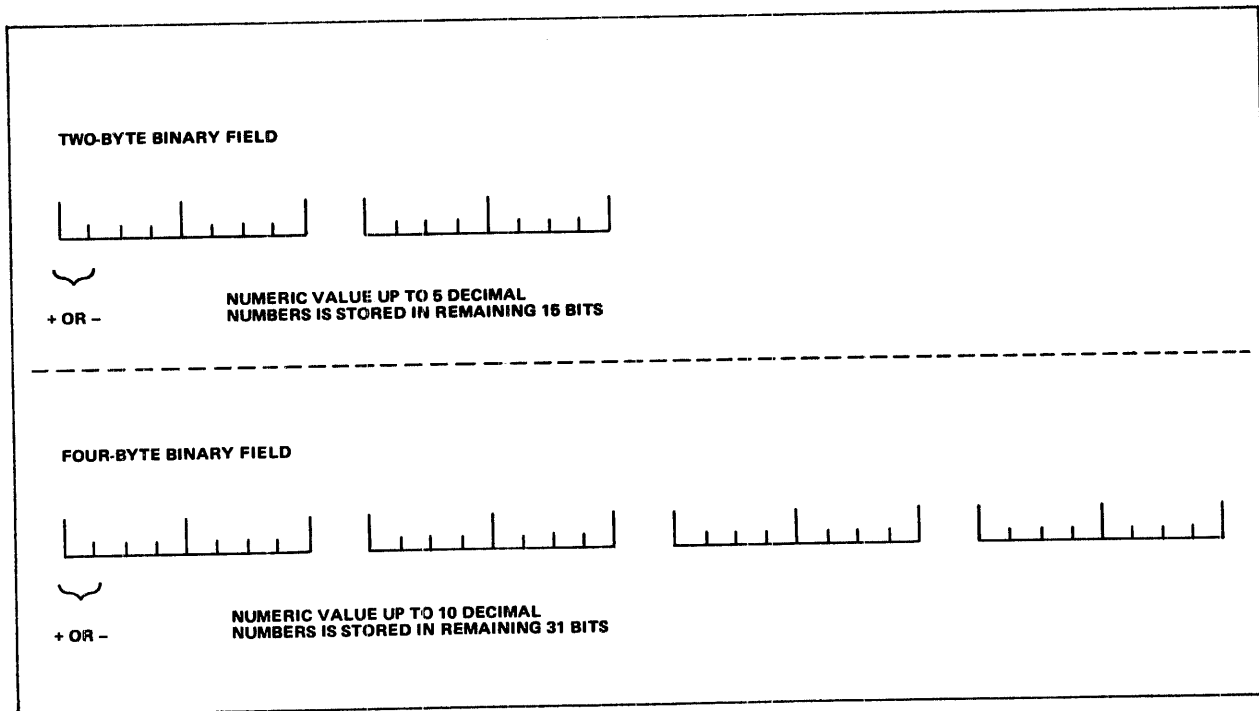 TWO-BYTE BINARY FIELD
+ OR –
NUMERIC VALUE UP TO 5 DECIMAL
NUMBERS IS STORED IN REMAINING 15 BITS
FOUR-BYTE BINARY FIELD
+ OR –
NUMERIC VALUE UP TO 10 DECIMAL
NUMBERS IS STORED IN REMAINING 31 BITS